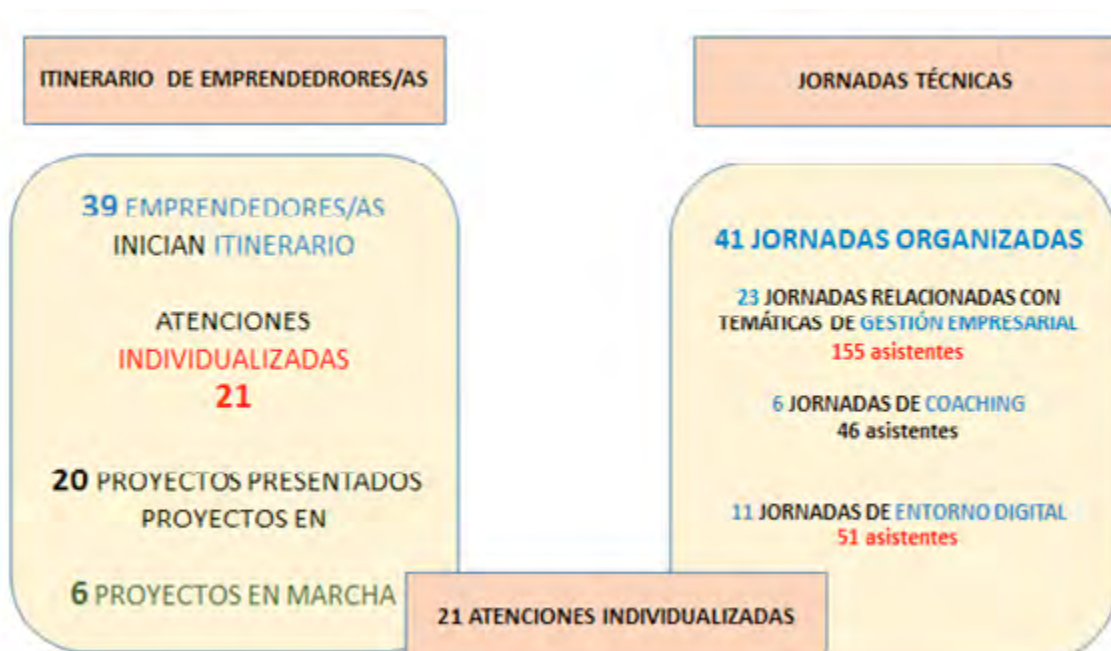 ITINERARIO DE EMPRENDEDRORES/AS
39 EMPRENDEDORES/AS
INICIAN ITINERARIO
ATENCIONES
INDIVIDUALIZADAS
21
20 PROYECTOS PRESENTADOS
PROYECTOS EN
6 PROYECTOS EN MARCHA
JORNADAS TÉCNICAS
41 JORNADAS ORGANIZADAS
23 JORNADAS RELACIONADAS CON
TEMÁTICAS DE GESTIÓN EMPRESARIAL
155 asistentes
6 JORNADAS DE COACHING
46 asistentes
11 JORNADAS DE ENTORNO DIGITAL
51 asistentes
21 ATENCIONES INDIVIDUALIZADAS